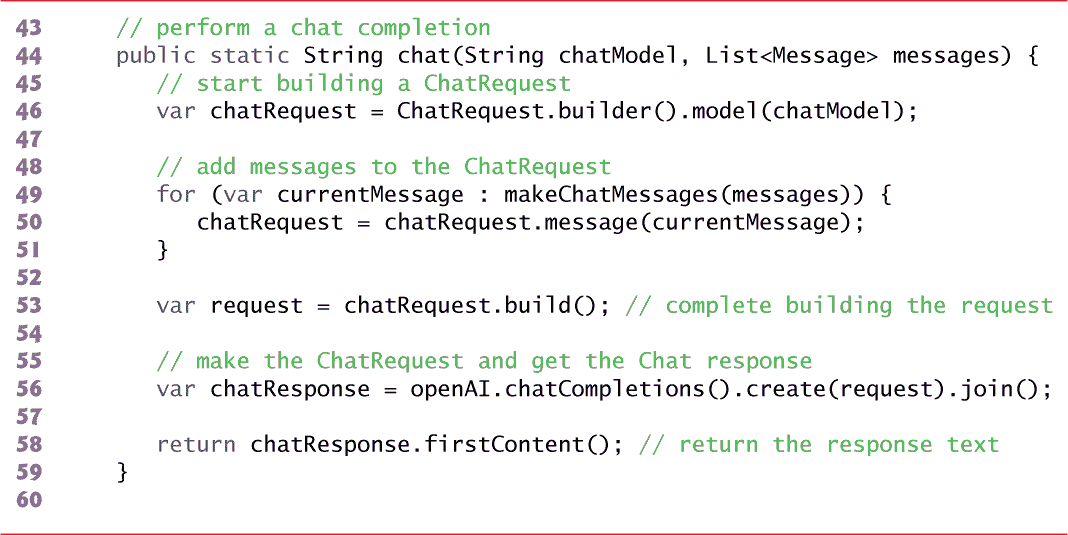 43 // perform a chat completion
44 public static String chat(String chatModel, List<Message> messages) {
45 // start building a ChatRequest
46 var chatRequest = ChatRequest.builder().model(chatModel);
47
48 // add messages to the ChatRequest
49 for (var currentMessage : makeChatMessages(messages)) {
50 chatRequest = chatRequest.message(currentMessage);
51 }
52
53 var request = chatRequest.build(); // complete building the request
54
55 // make the ChatRequest and get the Chat response
56 var chatResponse = openAI.chatCompletions().create(request).join();
57
58 return chatResponse.firstContent(); // return the response text
59 }
60